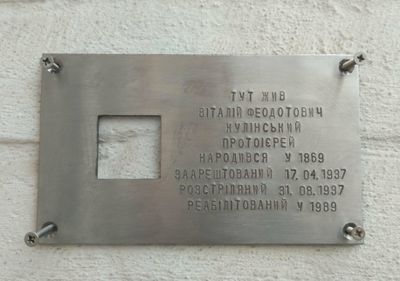 ТУТ ЖИВ
ВІТАЛІЙ ФЕОДОТОВИЧ
КУЛІНСЬКИЙ
ПРОТОІЄРЕЙ
НАРОДИВСЯ У 1869
ЗААРЕШТОВАНИЙ 17.04.1937
РОЗСТРІЛЯНИЙ 31.08.1937
РЕАБІЛІТОВАНИЙ У 1989